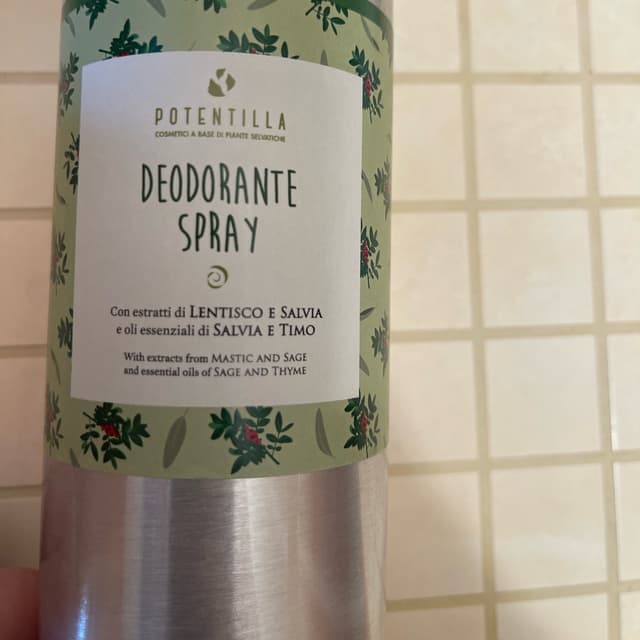 POTENTILLA
COSMETICI A BASE DI PIANTE SELVATICHE
DEODORANTE
SPRAY
Con estratti di LENTISCO E SALVIA
e oli essenziali di SALVIA E TIMO
With extracts from MASTIC AND SAGE
and essential oils of SAGE AND THYME